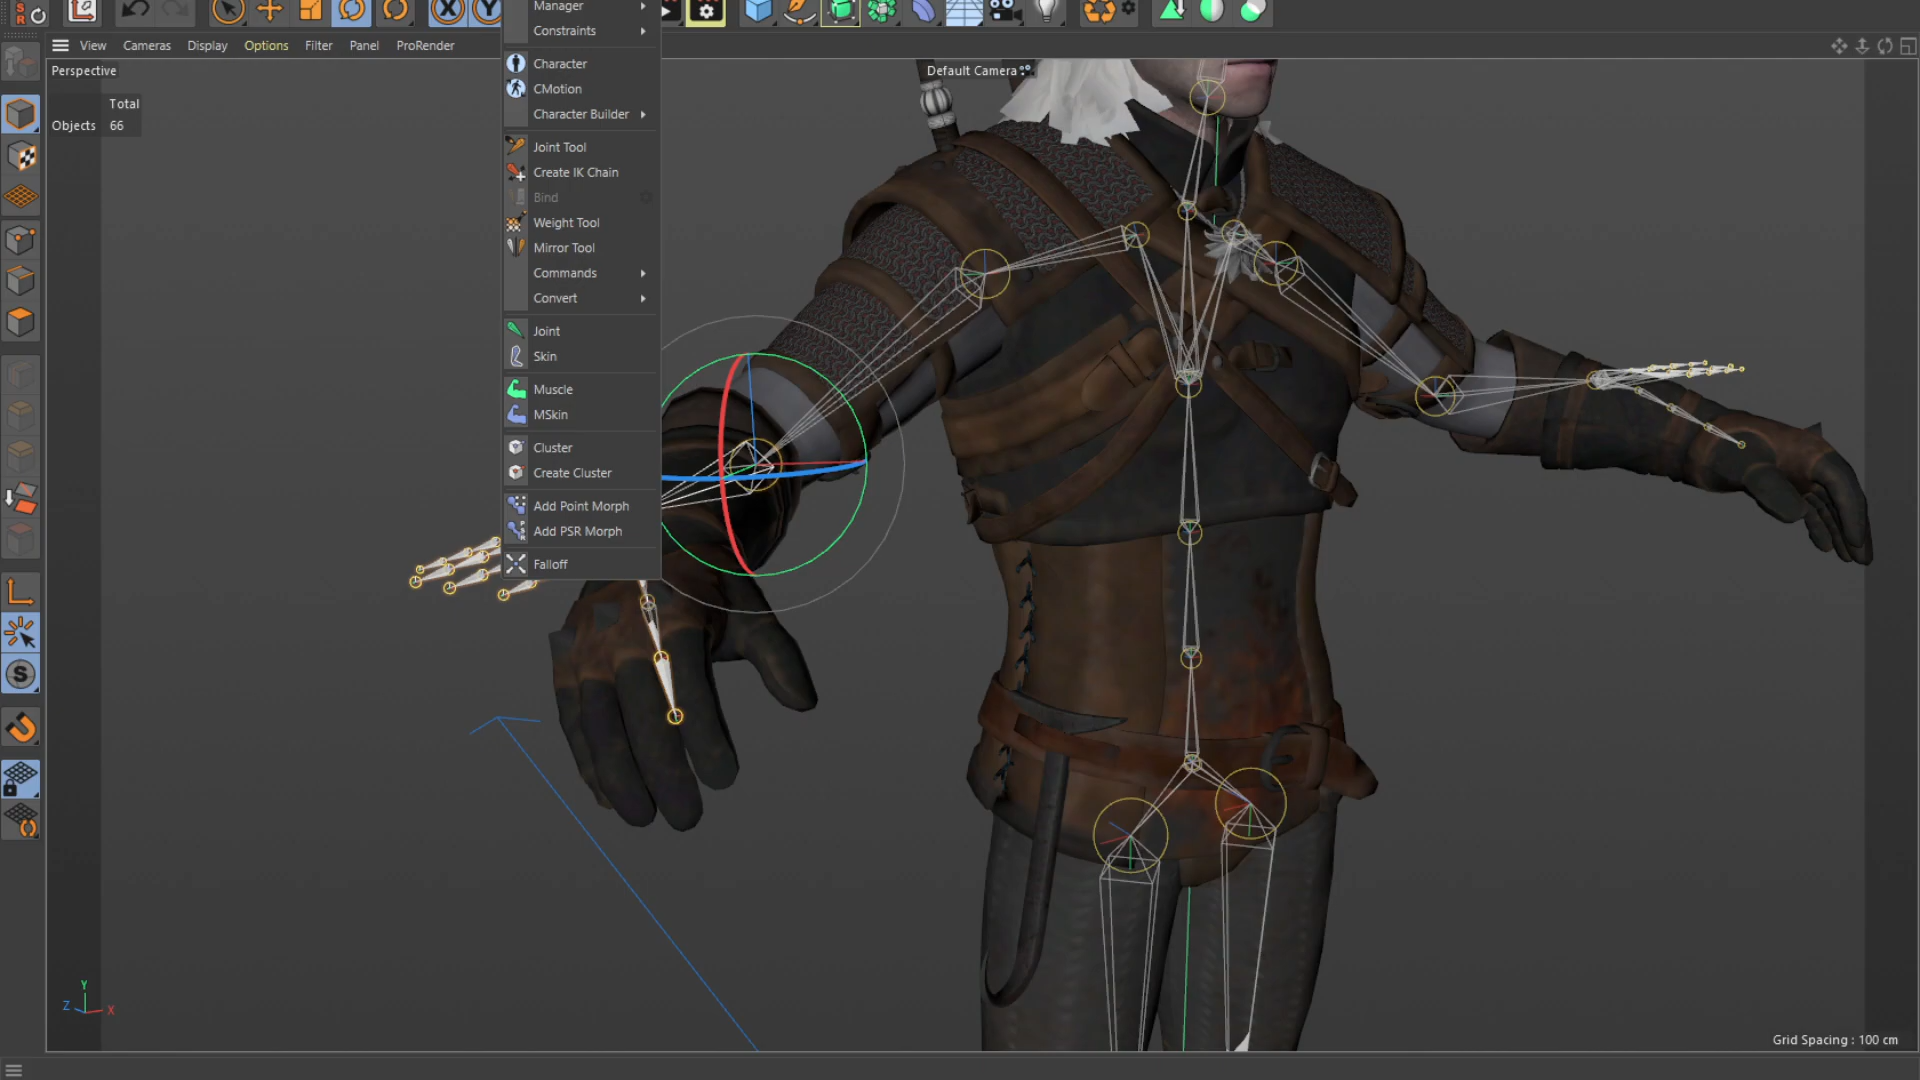 Manager
Constraints
View
Cameras
Display
Options
Filter
Panel
ProRender
Perspective
Default Camera
Total
Objects 66
Character
CMotion
Character Builder
Joint Tool
Create IK Chain
Bind
Weight Tool
Mirror Tool
Commands
Convert
Joint
Skin
Muscle
MSkin
Cluster
Create Cluster
Add Point Morph
Add PSR Morph
Falloff
X
Y
S
Y
Z
X
Grid Spacing : 100 cm